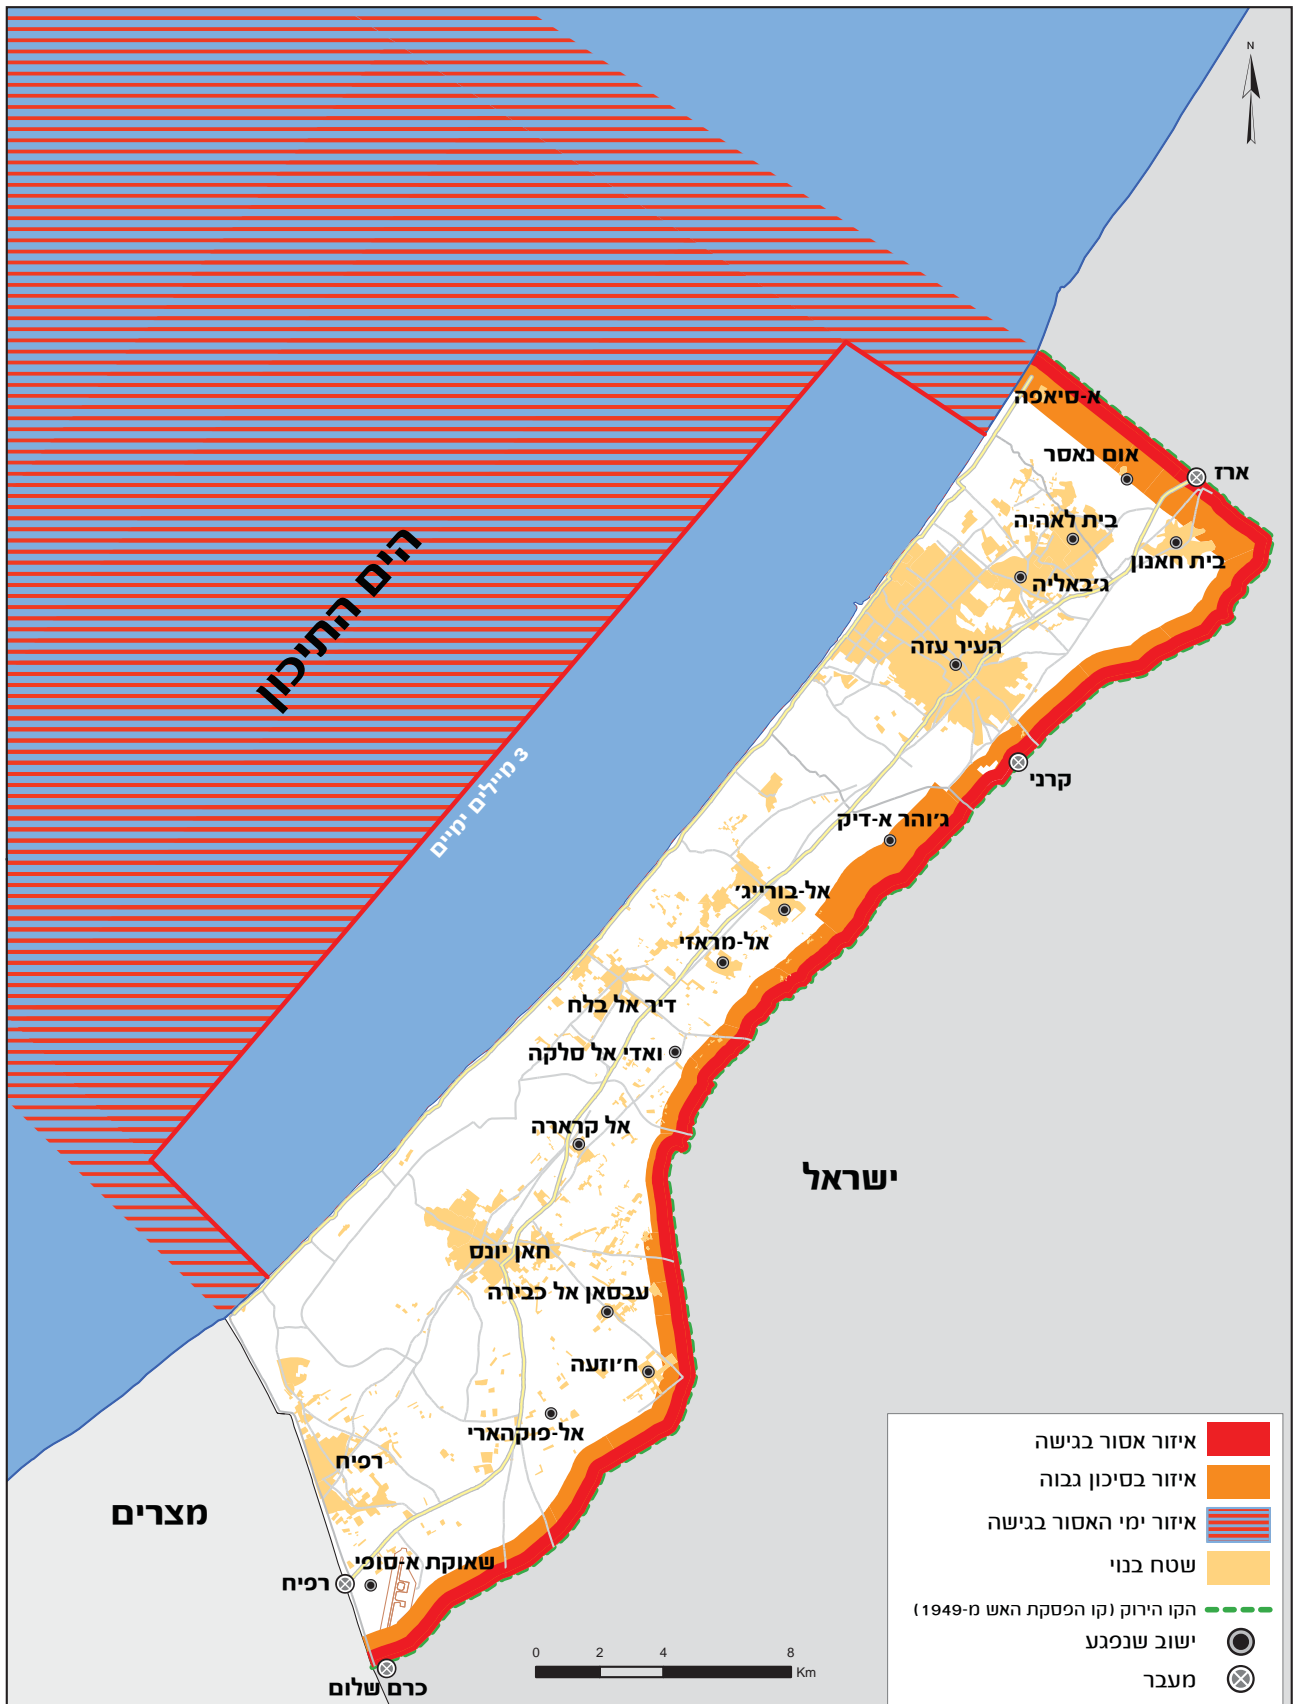 N
א-סיאפה
אום נאסר
ארז
בית לאהיה
בית חאנון
ג'באליה
העיר עזה
הים התיכון
3 מיילים ימיים
קרני
ג'והר א-דיק
אל-בורייג'
אל-מראזי
דיר אל בלח
ואדי אל סלקה
אל קרארה
ישראל
חאן יונס
עבסאן אל כבירה
ח'וזעה
אל-פוקהארי
רפיח
מצרים
שאוקת א-סופי
רפיח
כרם שלום
0 2 4 8
Km
איזור אסור בגישה
איזור בסיכון גבוה
איזור ימי האסור בגישה
שטח בנוי
הקו הירוק (קו הפסקת האש מ-1949)
ישוב שנפגע
מעבר